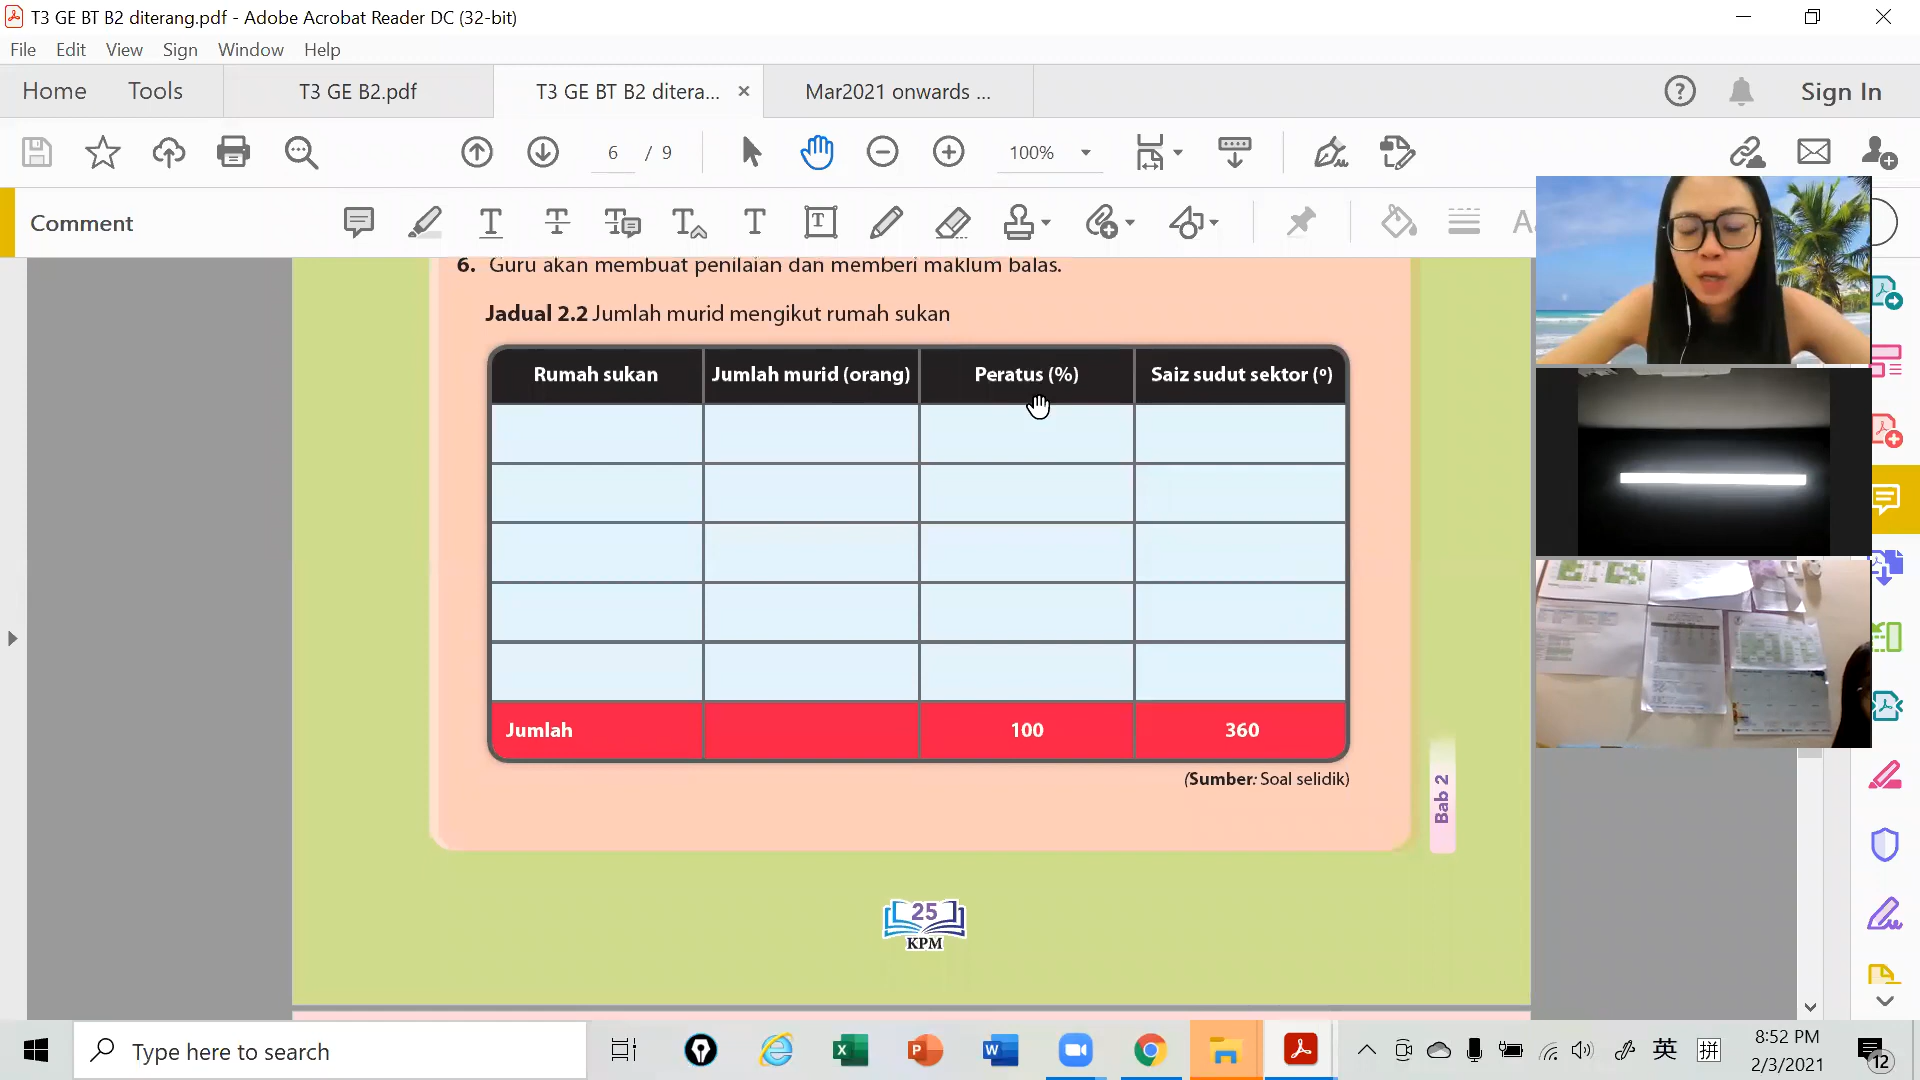 T3 GE BT B2 diterang.pdf - Adobe Acrobat Reader DC (32-bit)
File Edit View Sign Window Help
Home Tools T3 GE B2.pdf T3 GE BT B2 ditera... Mar2021 onwards ... Sign In
6 / 9 100%
Comment
6. Guru akan membuat penilaian dan memberi maklum balas.
Jadual 2.2 Jumlah murid mengikut rumah sukan
Rumah sukan Jumlah murid (orang) Peratus (%) Saiz sudut sektor (º)
Jumlah 100 360
(Sumber: Soal selidik)
Bab 2
25
KPM
Type here to search
英 拼
8:52 PM
2/3/2021
12